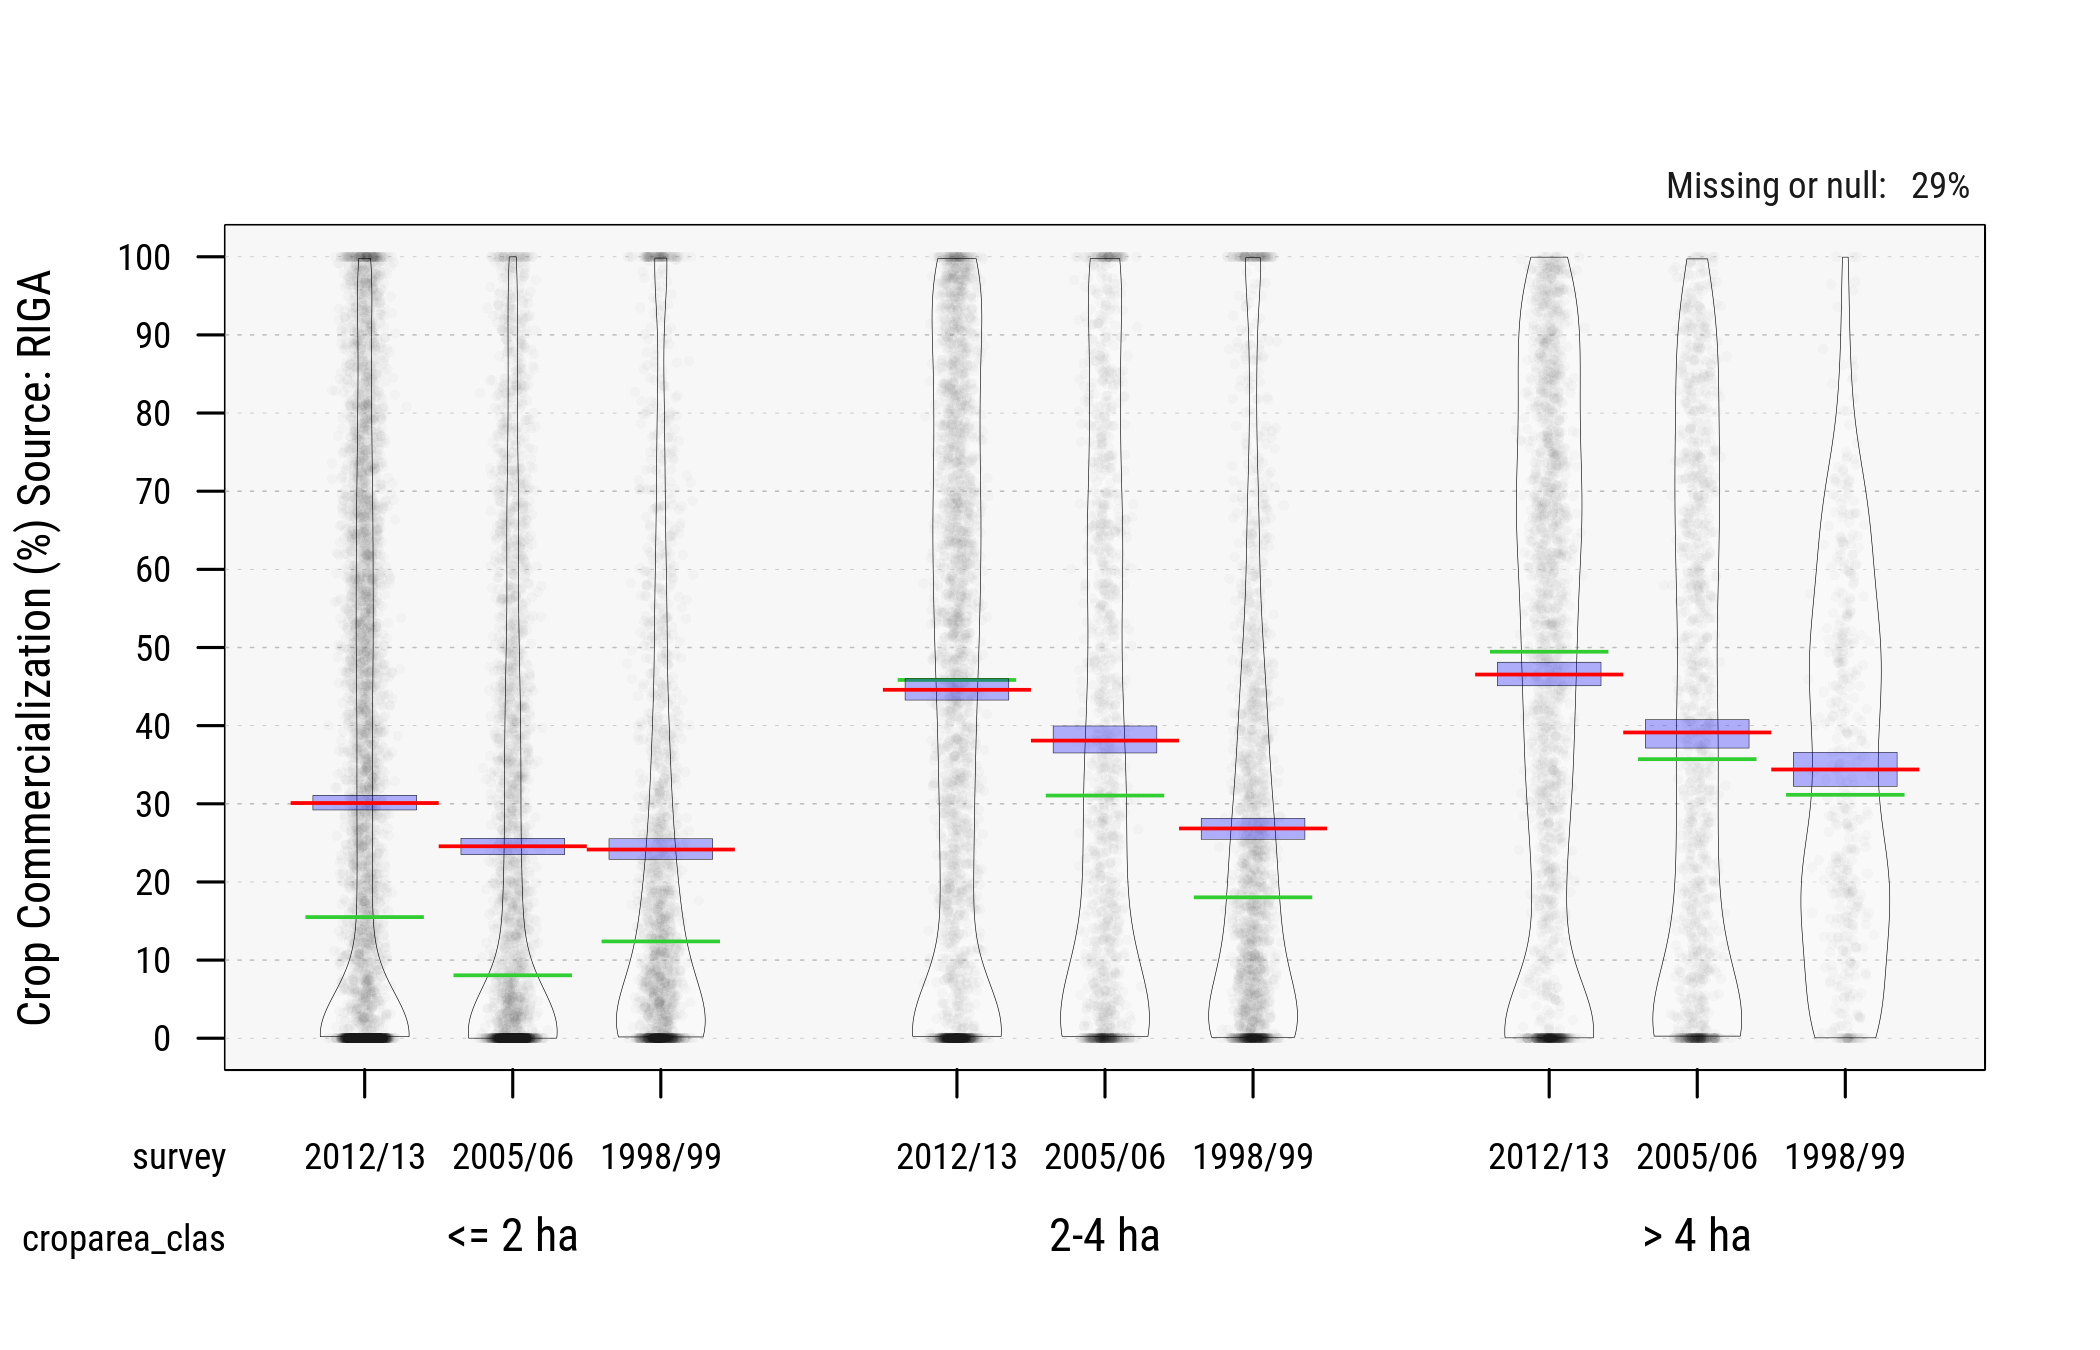 Missing or null: 29%
Crop Commercialization (%) Source: RIGA
100
90
80
70
60
50
40
30
20
10
0
survey 2012/13 2005/06 1998/99 2012/13 2005/06 1998/99 2012/13 2005/06 1998/99
croparea_clas <= 2 ha 2-4 ha > 4 ha